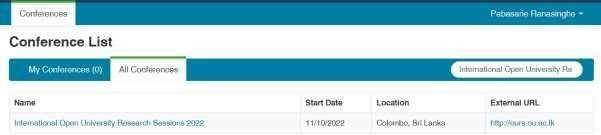 Conferences
Pabasarie Ranasinghe
Conference List
My Conferences (0)
All Conferences
International Open University Re
Name Start Date Location External URL
International Open University Research Sessions 2022 11/10/2022 Colombo, Sri Lanka http://ours.ou.ac.lk